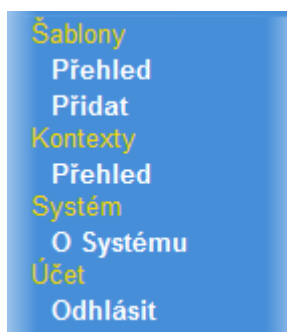 Šablony
Přehled
Přidat
Kontexty
Přehled
Systém
O Systému
Účet
Odhlásit